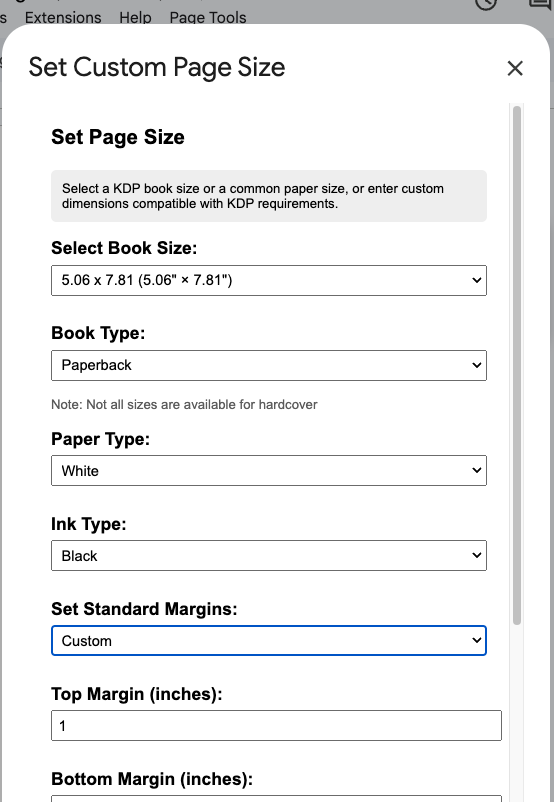 s Extensions Help Page Tools
Set Custom Page Size
Set Page Size
Select a KDP book size or a common paper size, or enter custom
dimensions compatible with KDP requirements.
Select Book Size:
5.06 x 7.81 (5.06" × 7.81")
Book Type:
Paperback
Note: Not all sizes are available for hardcover
Paper Type:
White
Ink Type:
Black
Set Standard Margins:
Custom
Top Margin (inches):
1
Bottom Margin (inches):